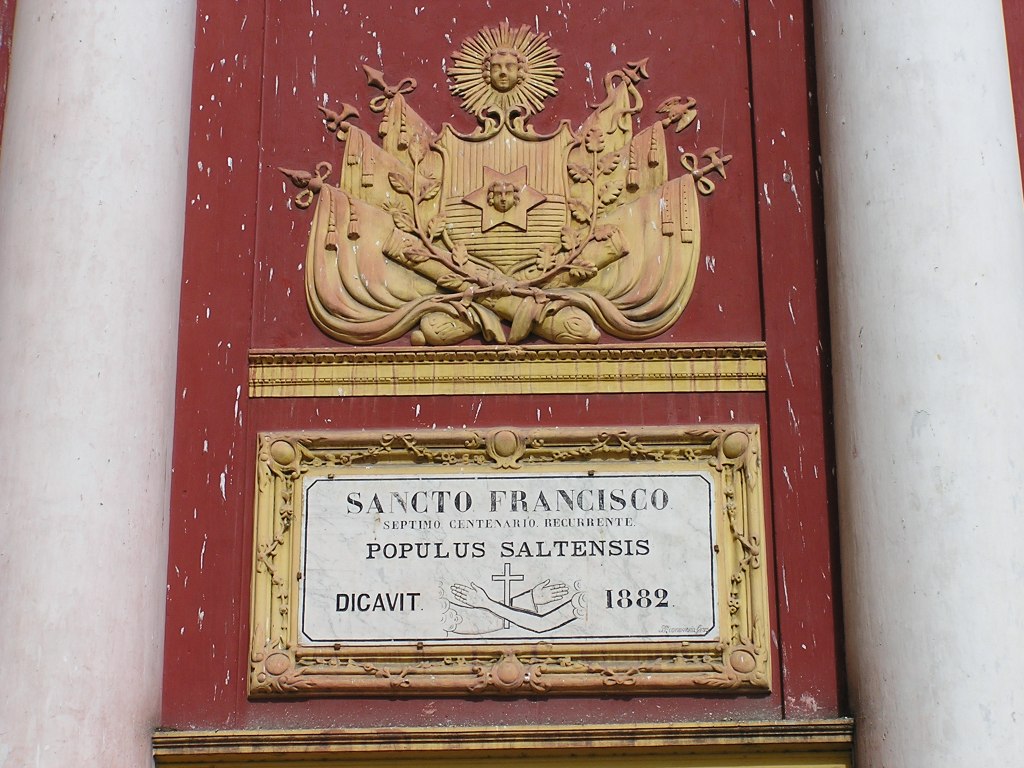 SANCTO FRANCISCO
SEPTIMO. CENTENARIO. RECURRENTE.
POPULUS SALTENSIS
DICAVIT. 1882.